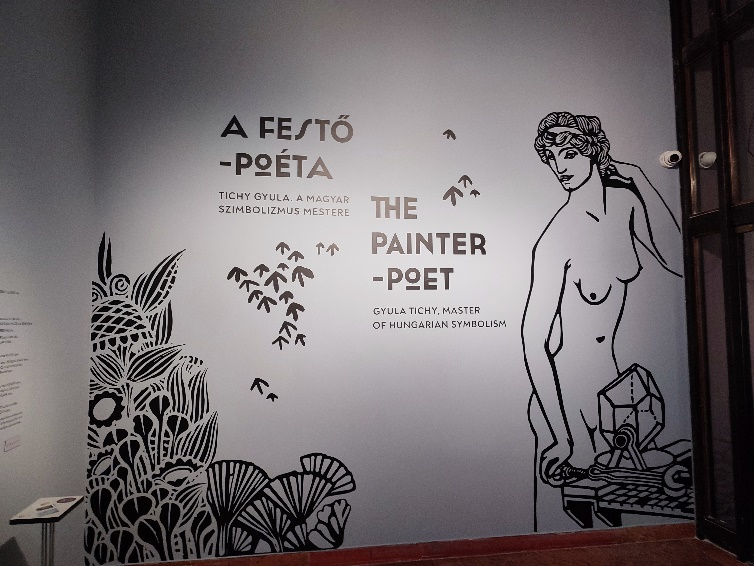 A FESTŐ
-POÉTA
TICHY GYULA, A MAGYAR
SZIMBOLIZMUS MESTERE
THE
PAINTER
-POET
GYULA TICHY, MASTER
OF HUNGARIAN SYMBOLISM